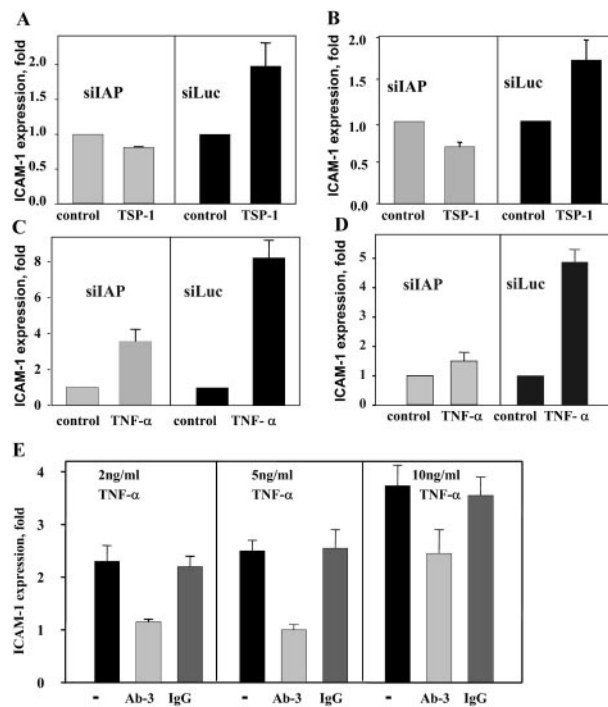 A
ICAM-1 expression, fold
2.0
1.5
1.0
0.5
0.0
siIAP
siLuc
control TSP-1 control TSP-1
B
ICAM-1 expression, fold
2.0
1.5
1.0
0.5
0.0
siIAP
siLuc
control TSP-1 control TSP-1
C
ICAM-1 expression, fold
8
6
4
2
0
siIAP
siLuc
control TNF-α control TNF- α
D
ICAM-1 expression, fold
5
4
3
2
1
0
siIAP
siLuc
control TNF-α control TNF- α
E
ICAM-1 expression, fold
4
3
2
1
0
2ng/ml
TNF-α
5ng/ml
TNF-α
10ng/ml
TNF-α
- Ab-3 IgG - Ab-3 IgG - Ab-3 IgG